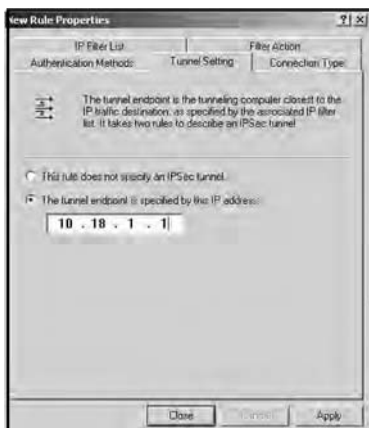 New Rule Properties
IP Filter List
Filter Action
Authentication Methods
Tunnel Setting
Connection Type
The tunnel endpoint is the tunneling computer closest to the
IP traffic destination, as specified by the associated IP filter
list. It takes two rules to describe an IPSec tunnel.
This rule does not specify an IPSec tunnel.
The tunnel endpoint is specified by this IP address:
10 . 18 . 1 . 1
Close
Cancel
Apply